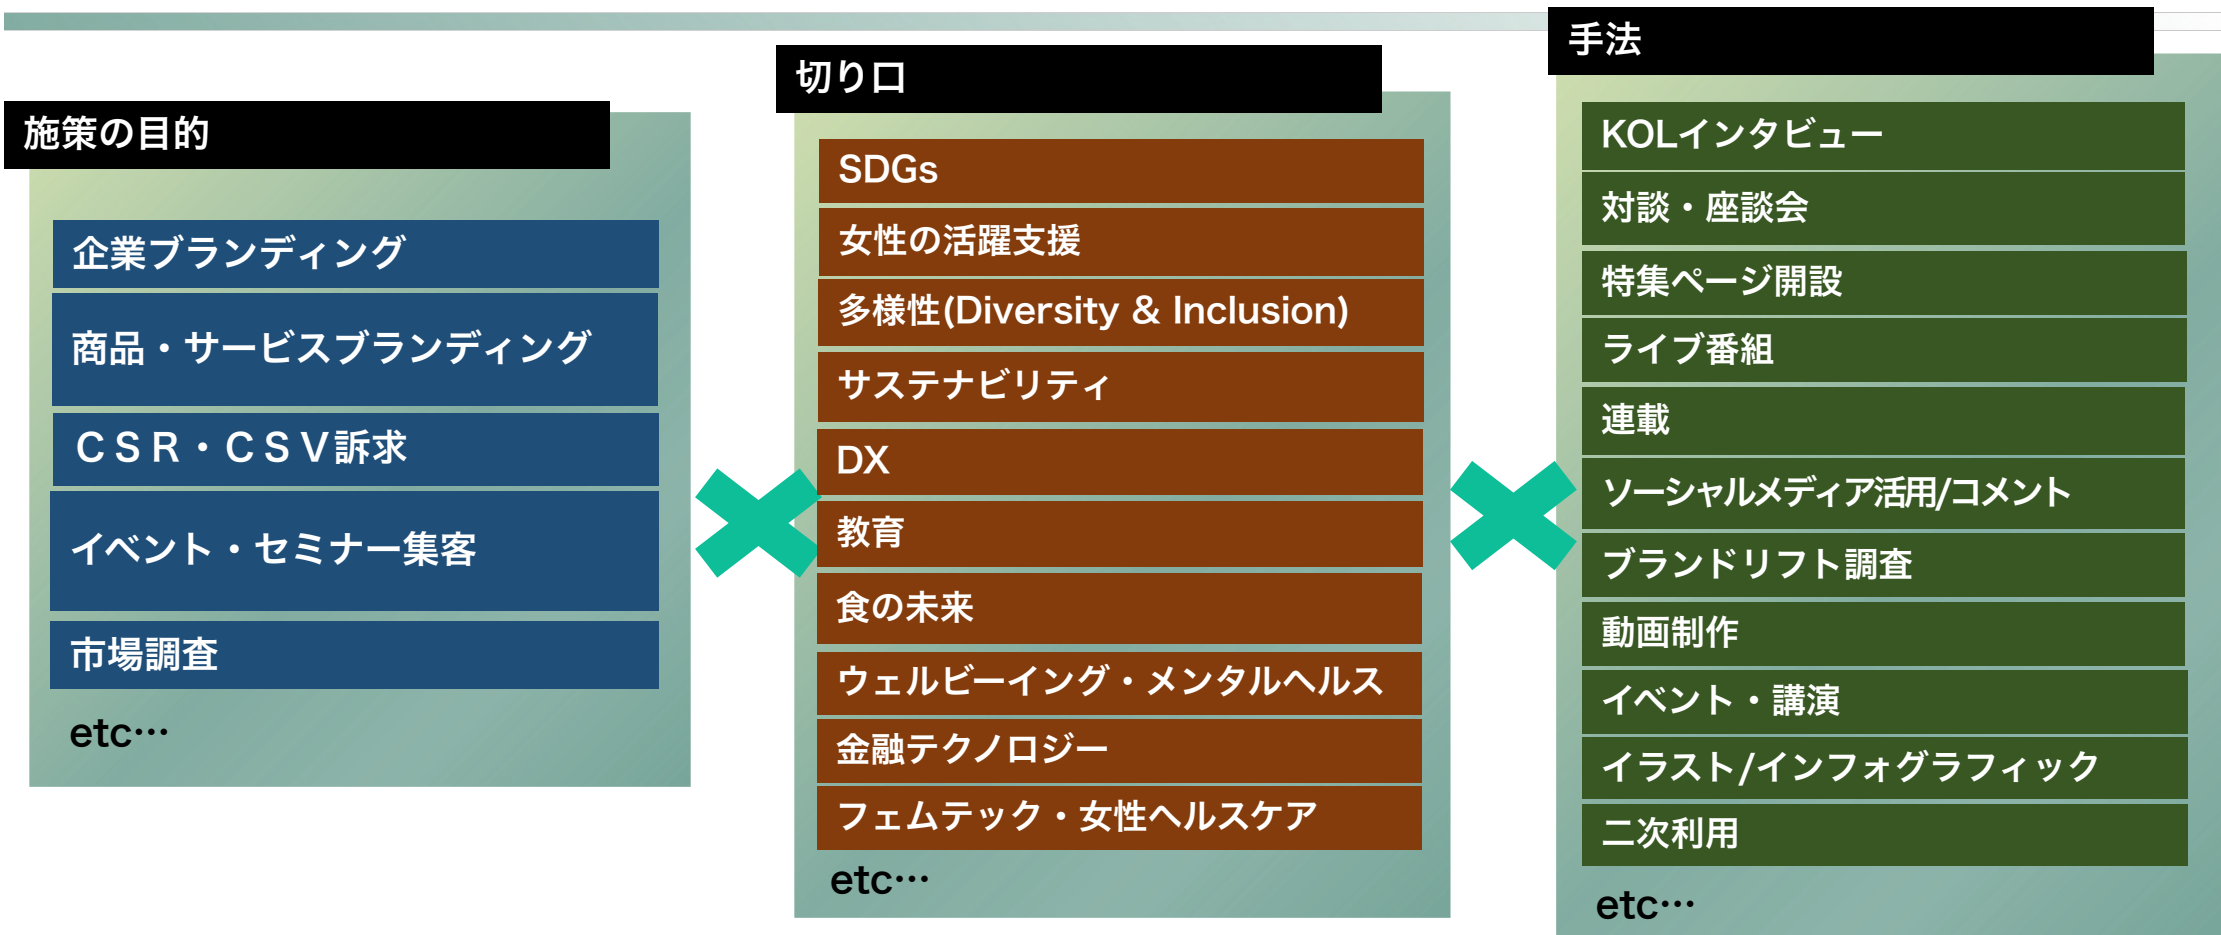 施策の目的
企業ブランディング
商品・サービスブランディング
ＣＳＲ・ＣＳＶ訴求
イベント・セミナー集客
市場調査
etc…
切り口
SDGs
女性の活躍支援
多様性(Diversity & Inclusion)
サステナビリティ
DX
教育
食の未来
ウェルビーイング・メンタルヘルス
金融テクノロジー
フェムテック・女性ヘルスケア
etc…
手法
KOLインタビュー
対談・座談会
特集ページ開設
ライブ番組
連載
ソーシャルメディア活用/コメント
ブランドリフト調査
動画制作
イベント・講演
イラスト/インフォグラフィック
二次利用
etc…